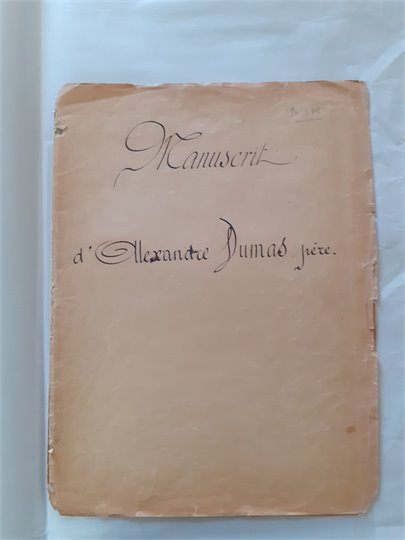 Manuscrit
d'Alexandre Dumas père.